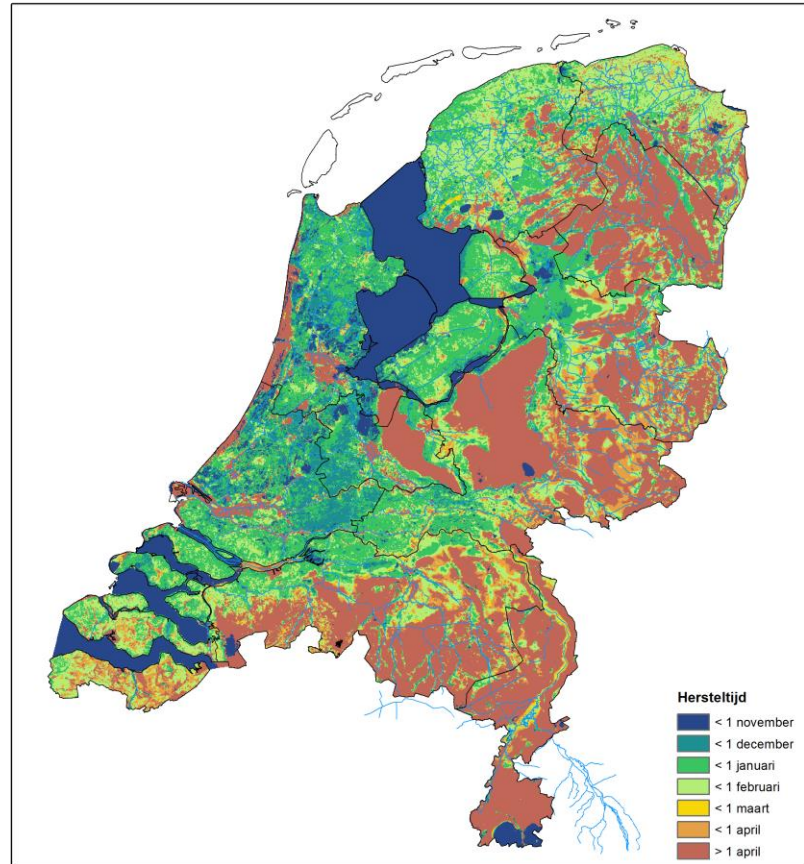 Hersteltijd
< 1 november
< 1 december
< 1 januari
< 1 februari
< 1 maart
< 1 april
> 1 april